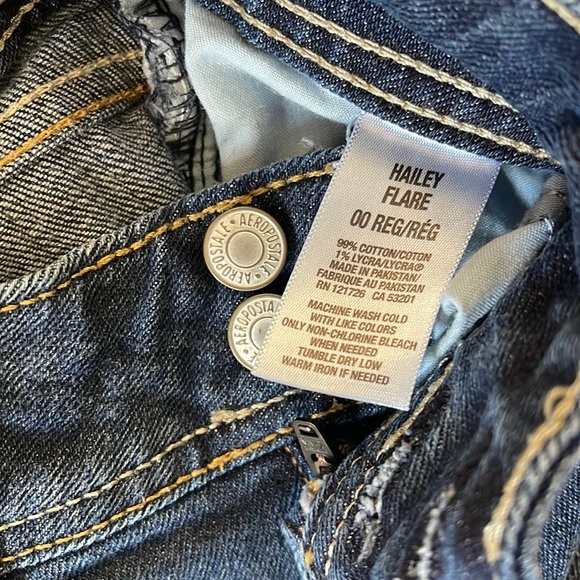 HAILEY
FLARE
00 REG/RÉG
99% COTTON/COTON
1% LYCRA/LYCRA®
MADE IN PAKISTAN/
FABRIQUE AU PAKISTAN
RN 121726 CA 53201
MACHINE WASH COLD
WITH LIKE COLORS
ONLY NON-CHLORINE BLEACH
WHEN NEEDED
TUMBLE DRY LOW
WARM IRON IF NEEDED
AEROPOSTALE • AEROPOSTALE •
AEROPOSTALE